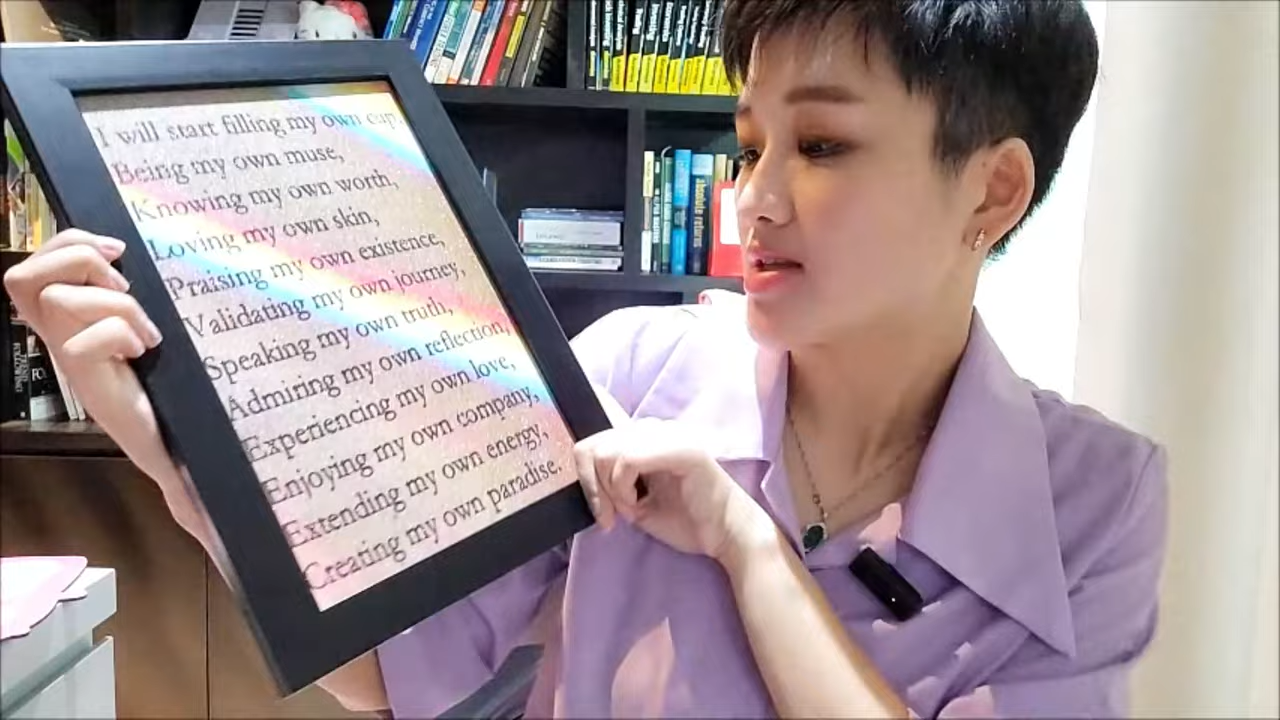 I will start filling my own cup,
Being my own muse,
Knowing my own worth,
Loving my own skin,
Praising my own existence,
Validating my own journey,
Speaking my own truth,
Admiring my own reflection,
Experiencing my own love,
Enjoying my own company,
Extending my own energy,
Creating my own paradise.
absolute returns